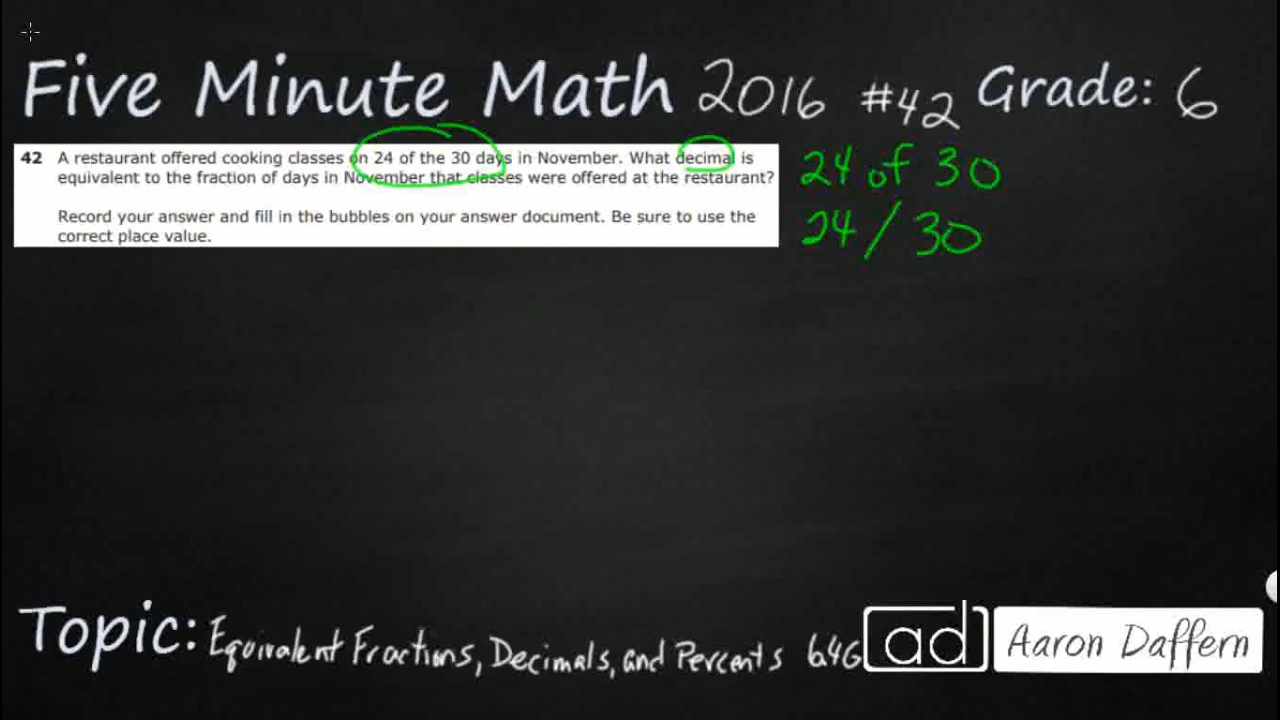 Five Minute Math 2016 #42 Grade: 6
42 A restaurant offered cooking classes on 24 of the 30 days in November. What decimal is
equivalent to the fraction of days in November that classes were offered at the restaurant?
Record your answer and fill in the bubbles on your answer document. Be sure to use the
correct place value.
24 of 30
24 / 30
Topic: Equivalent Fractions, Decimals, and Percents 6.4G
ad Aaron Daffern